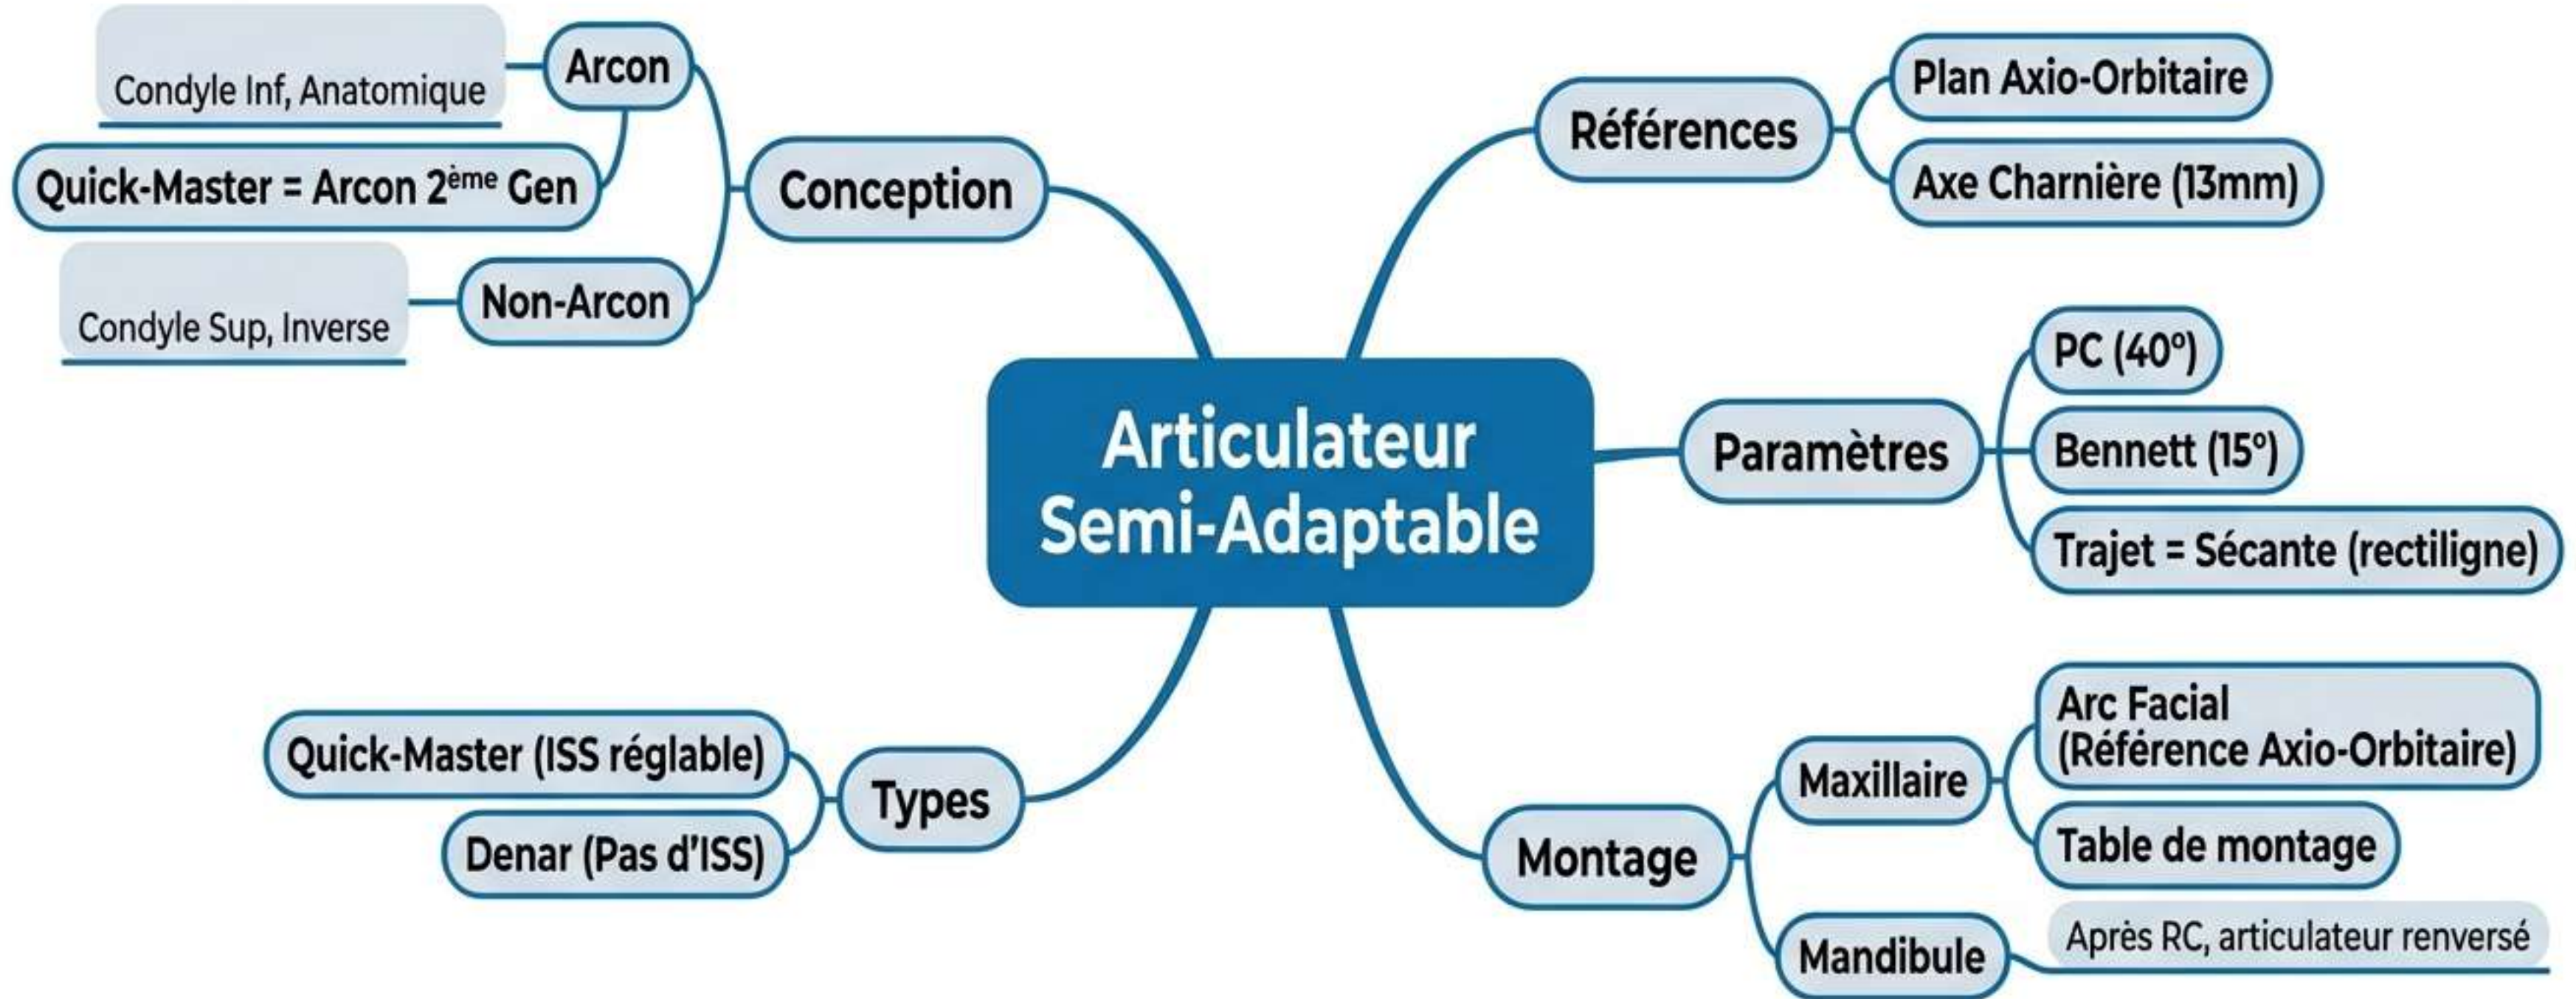 Articulateur
Semi-Adaptable
Conception
Arcon
Condyle Inf, Anatomique
Quick-Master = Arcon 2ème Gen
Non-Arcon
Condyle Sup, Inverse
Références
Plan Axio-Orbitaire
Axe Charnière (13mm)
Paramètres
PC (40º)
Bennett (15º)
Trajet = Sécante (rectiligne)
Types
Quick-Master (ISS réglable)
Denar (Pas d'ISS)
Montage
Maxillaire
Arc Facial
(Référence Axio-Orbitaire)
Table de montage
Mandibule
Après RC, articulateur renversé